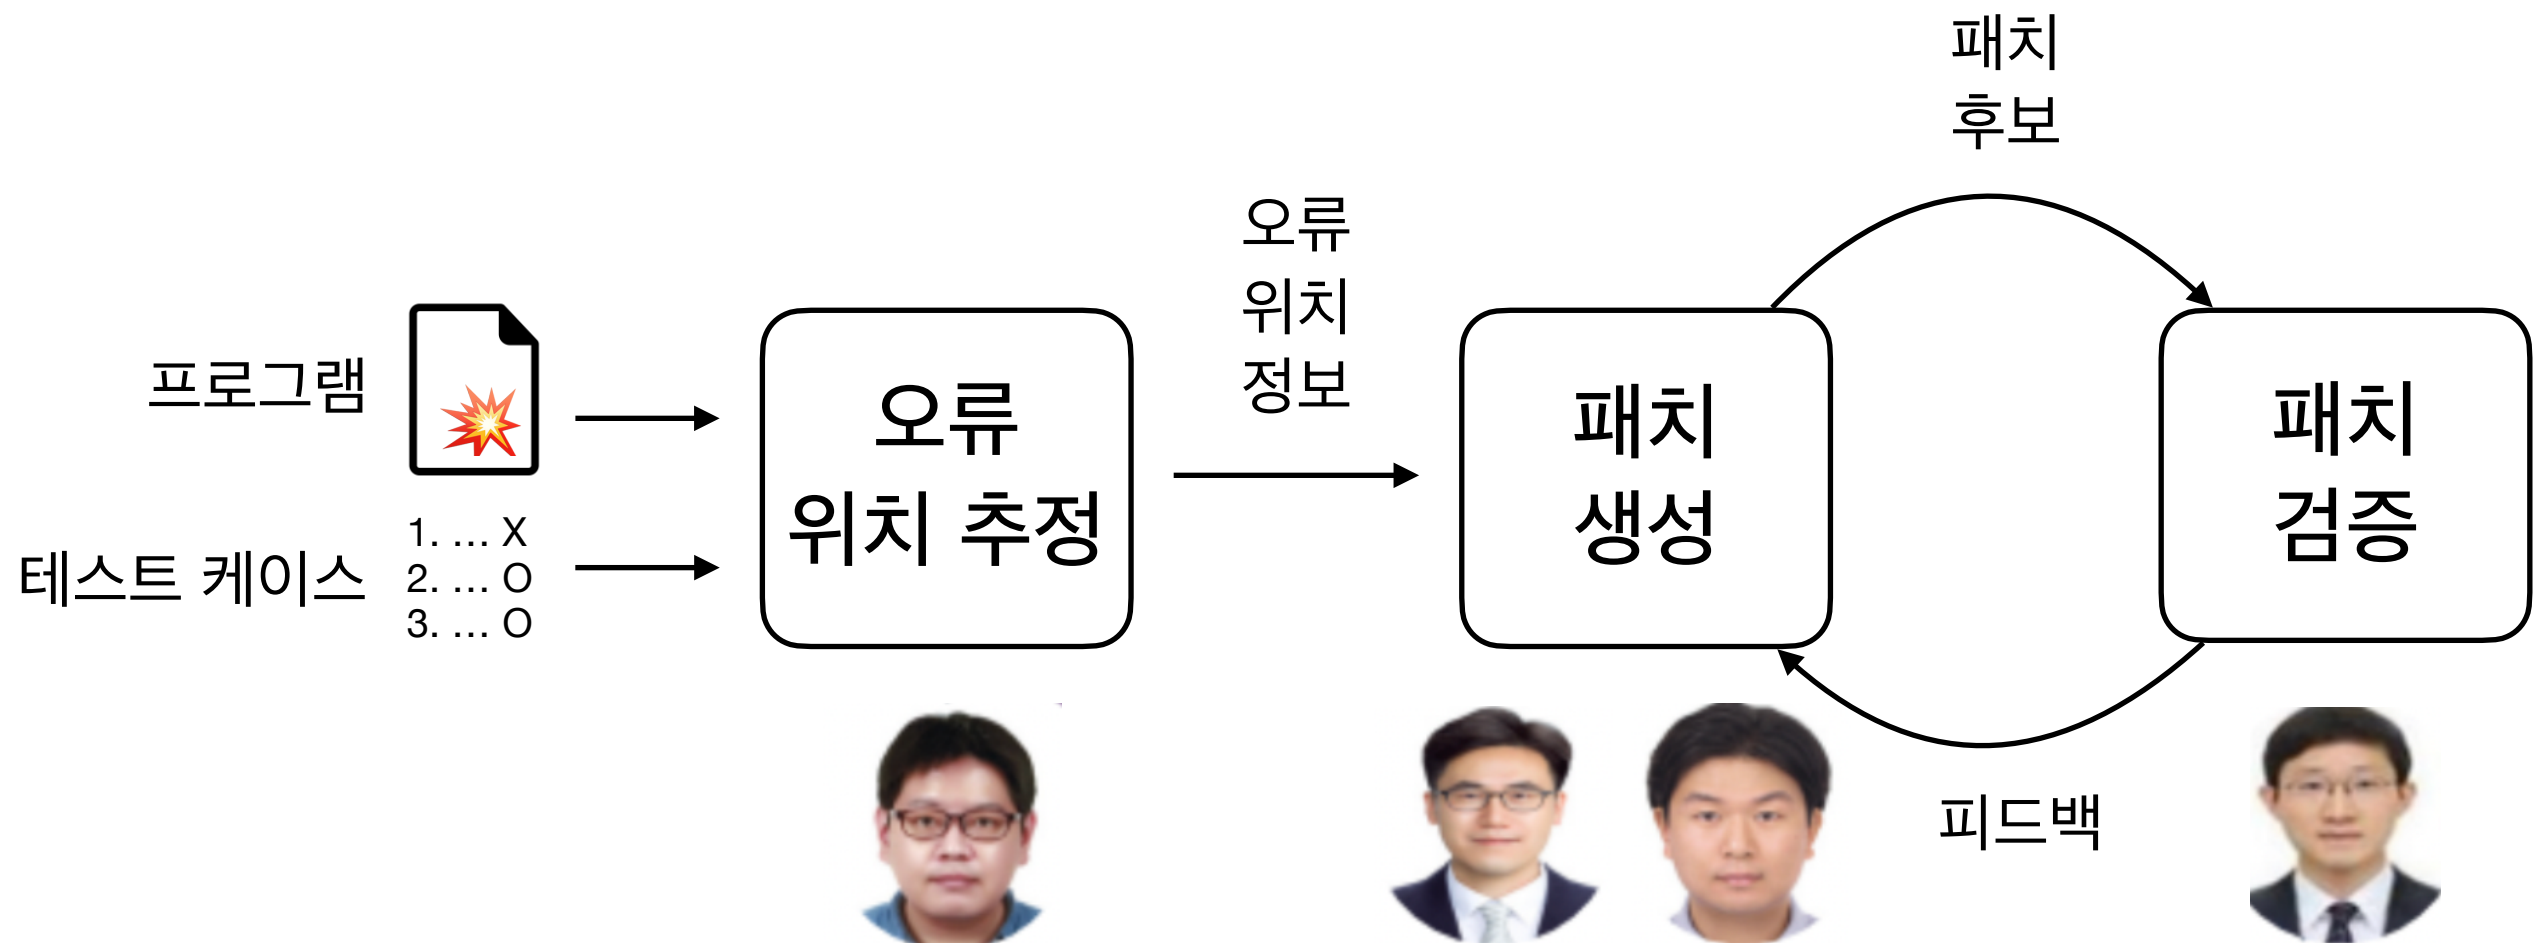 프로그램
테스트 케이스
1. ... X
2. ... O
3. ... O
오류
위치 추정
오류
위치
정보
패치
생성
패치
후보
패치
검증
피드백